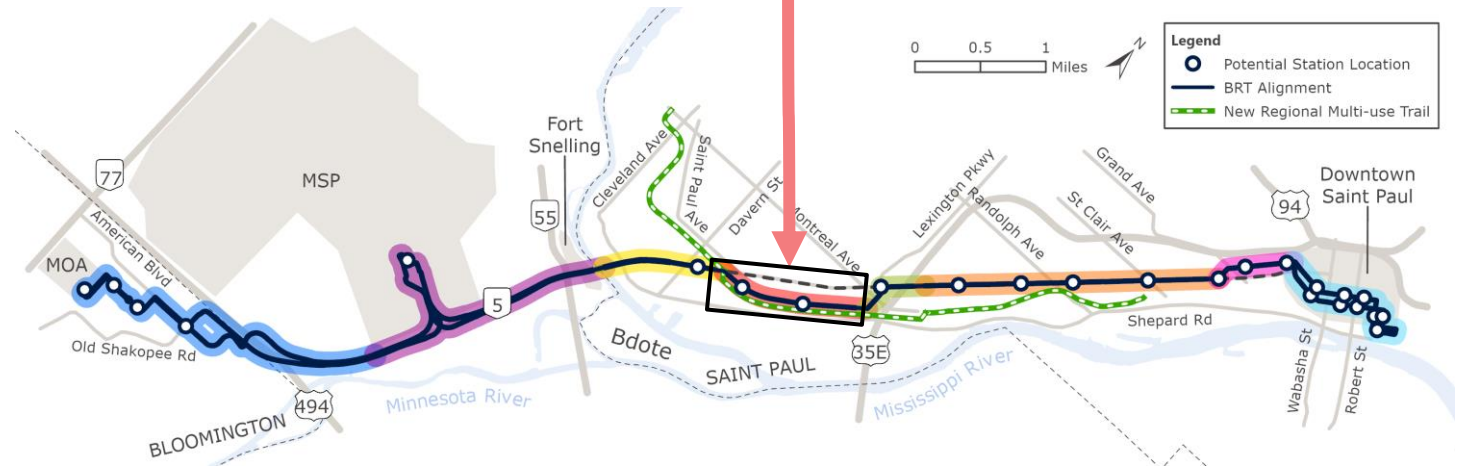 0 0.5 1
Miles
N
Legend
Potential Station Location
BRT Alignment
New Regional Multi-use Trail
Fort
Snelling
Cleveland Ave
Saint Paul Ave
Davern St
Montreal Ave
Lexington Pkwy
Randolph Ave
St Clair Ave
Grand Ave
Downtown
Saint Paul
77
MSP
55
94
American Blvd
MOA
5
Old Shakopee Rd
Shepard Rd
Bdote
35E
SAINT PAUL
Mississippi River
Minnesota River
494
BLOOMINGTON
Wabasha St
Robert St